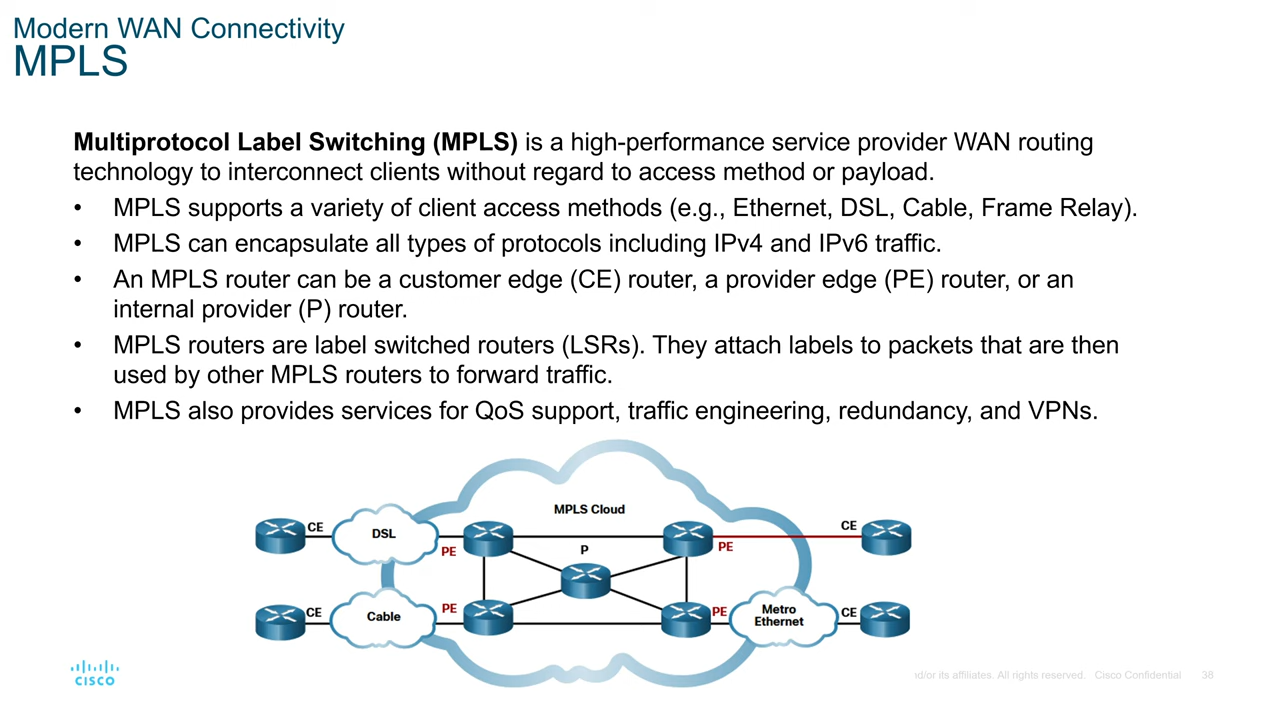 Modern WAN Connectivity
MPLS
Multiprotocol Label Switching (MPLS) is a high-performance service provider WAN routing
technology to interconnect clients without regard to access method or payload.
• MPLS supports a variety of client access methods (e.g., Ethernet, DSL, Cable, Frame Relay).
• MPLS can encapsulate all types of protocols including IPv4 and IPv6 traffic.
• An MPLS router can be a customer edge (CE) router, a provider edge (PE) router, or an
internal provider (P) router.
• MPLS routers are label switched routers (LSRs). They attach labels to packets that are then
used by other MPLS routers to forward traffic.
• MPLS also provides services for QoS support, traffic engineering, redundancy, and VPNs.
MPLS Cloud
CE
DSL
PE
P
PE
CE
CE
Cable
PE
PE
Metro
Ethernet
CE
CISCO
its affiliates. All rights reserved. Cisco Confidential 38